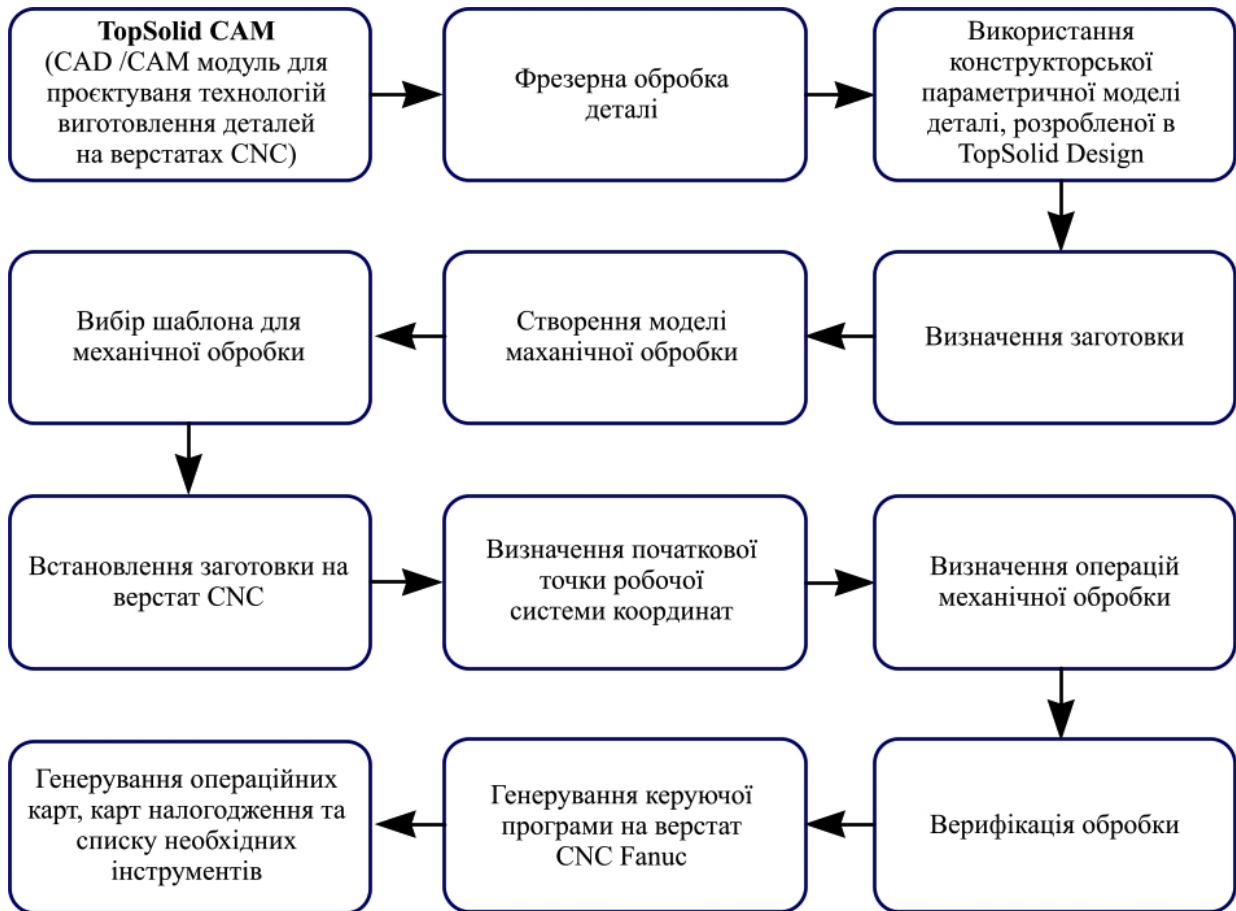 TopSolid CAM
(CAD /CAM модуль для
проєктуваня технологій
виготовлення деталей
на верстатах CNC)
Фрезерна обробка
деталі
Використання
конструкторської
параметричної моделі
деталі, розробленої в
TopSolid Design
Визначення заготовки
Створення моделі
маханічної обробки
Вибір шаблона для
механічної обробки
Встановлення заготовки на
верстат CNC
Визначення початкової
точки робочої
системи координат
Визначення операцій
механічної обробки
Верифікація обробки
Генерування керуючої
програми на верстат
CNC Fanuc
Генерування операційних
карт, карт налогодження та
списку необхідних
інструментів